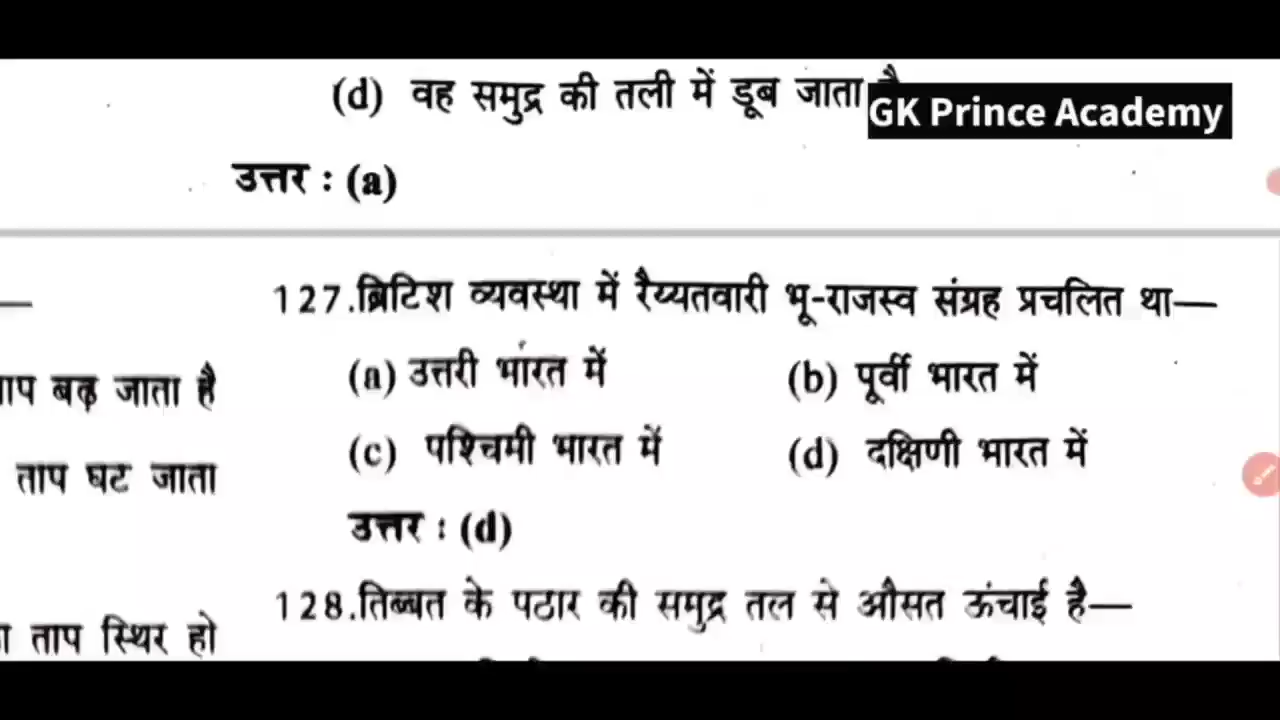 (d) वह समुद्र की तली में डूब जाता है
GK Prince Academy
उत्तर : (a)
127.ब्रिटिश व्यवस्था में रैय्यतवारी भू-राजस्व संग्रह प्रचलित था—
(a) उत्तरी भारत में (b) पूर्वी भारत में
(c) पश्चिमी भारत में (d) दक्षिणी भारत में
उत्तर : (d)
128.तिब्बत के पठार की समुद्र तल से औसत ऊंचाई है—
ताप बढ़ जाता है
ताप घट जाता
ताप स्थिर हो